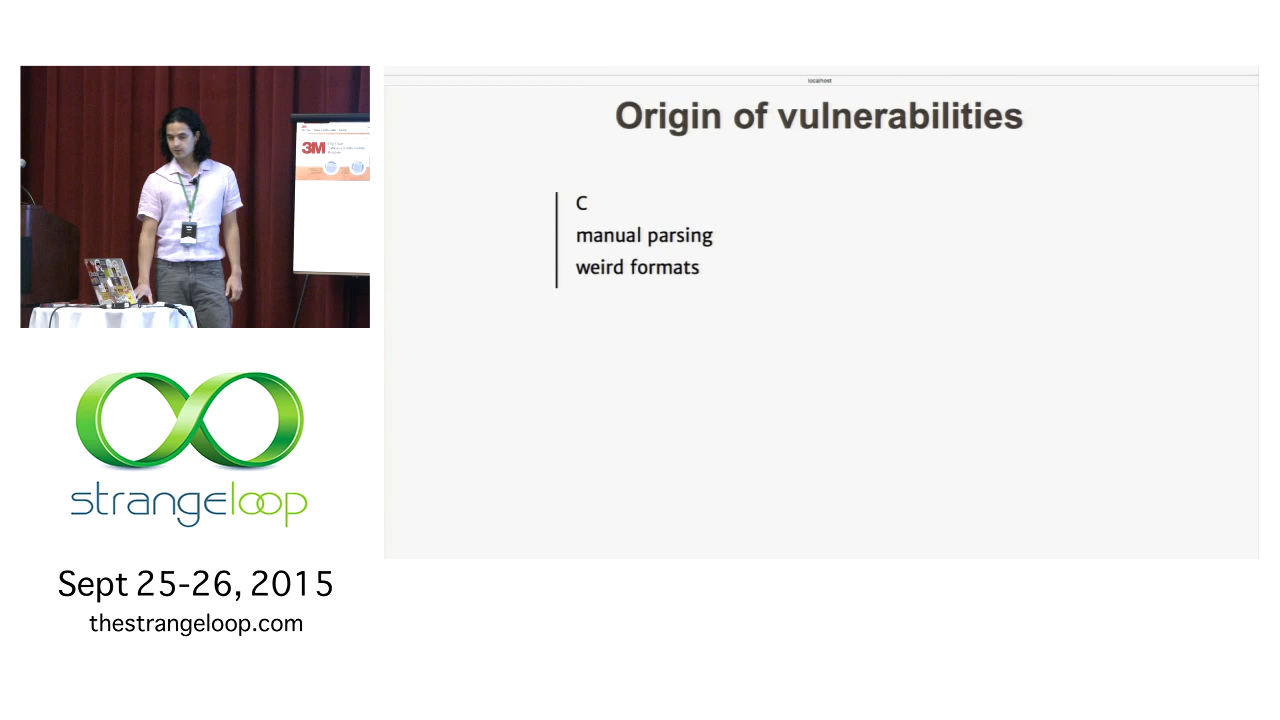 localhost
Origin of vulnerabilities
C
manual parsing
weird formats
3M
strangeloop
Sept 25-26, 2015
thestrangeloop.com